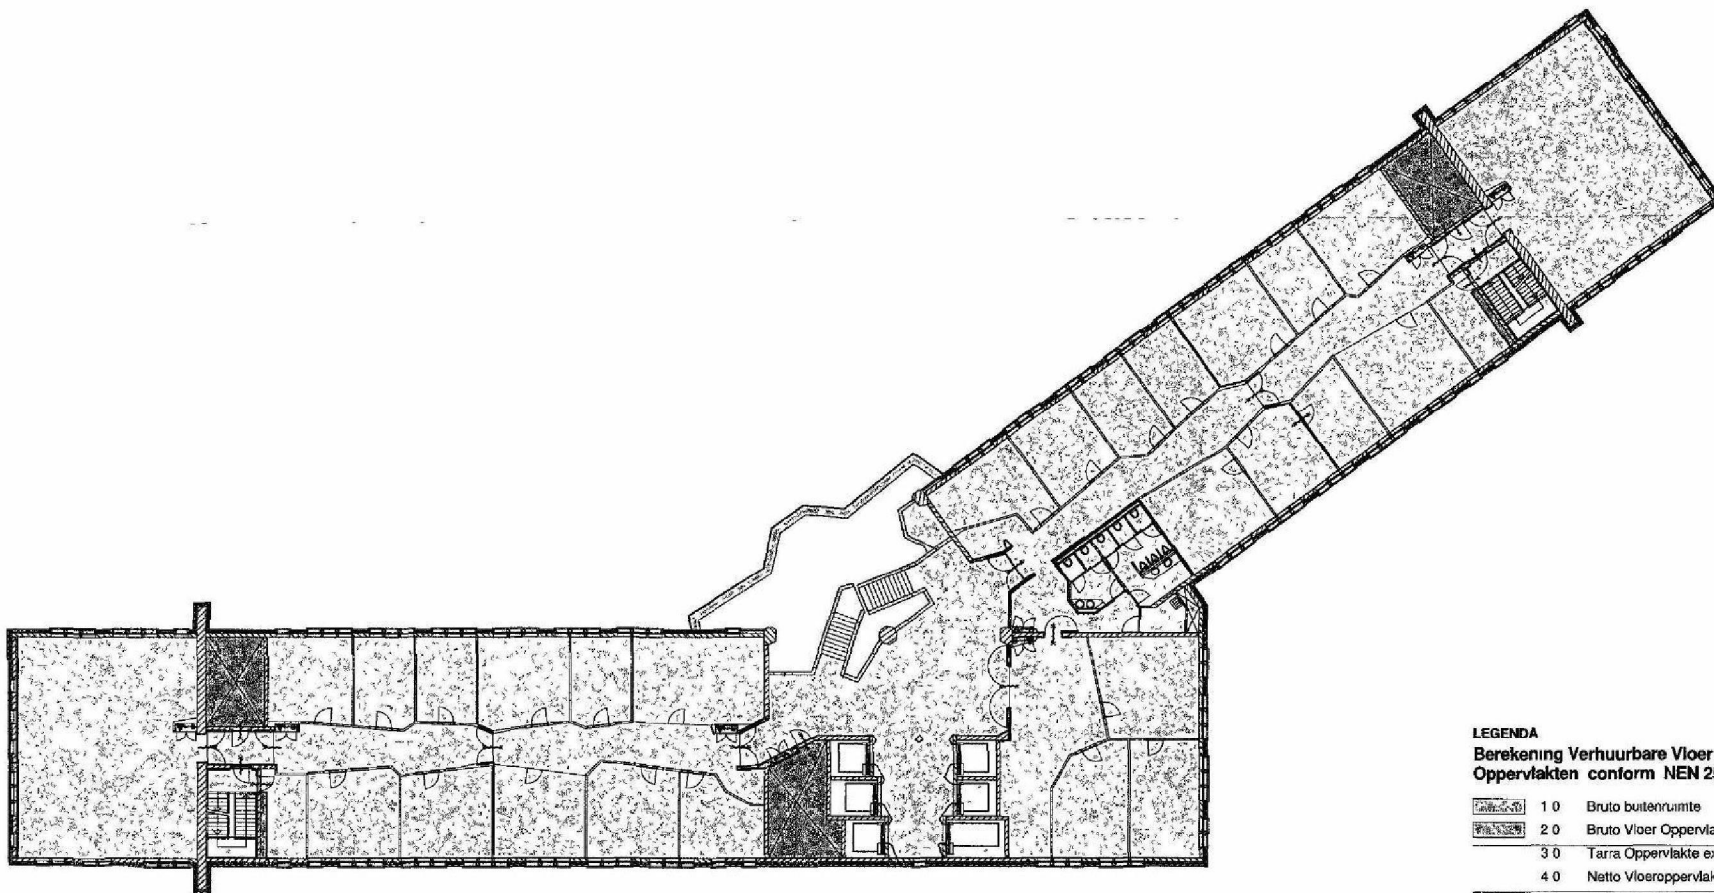 LEGENDA
Berekening Verhuurbare Vloer
Oppervlakten conform NEN 2
1 0 Bruto buitenruimte
2 0 Bruto Vloer Oppervla
3 0 Tarra Oppervlakte ex
4 0 Netto Vloeroppervlak